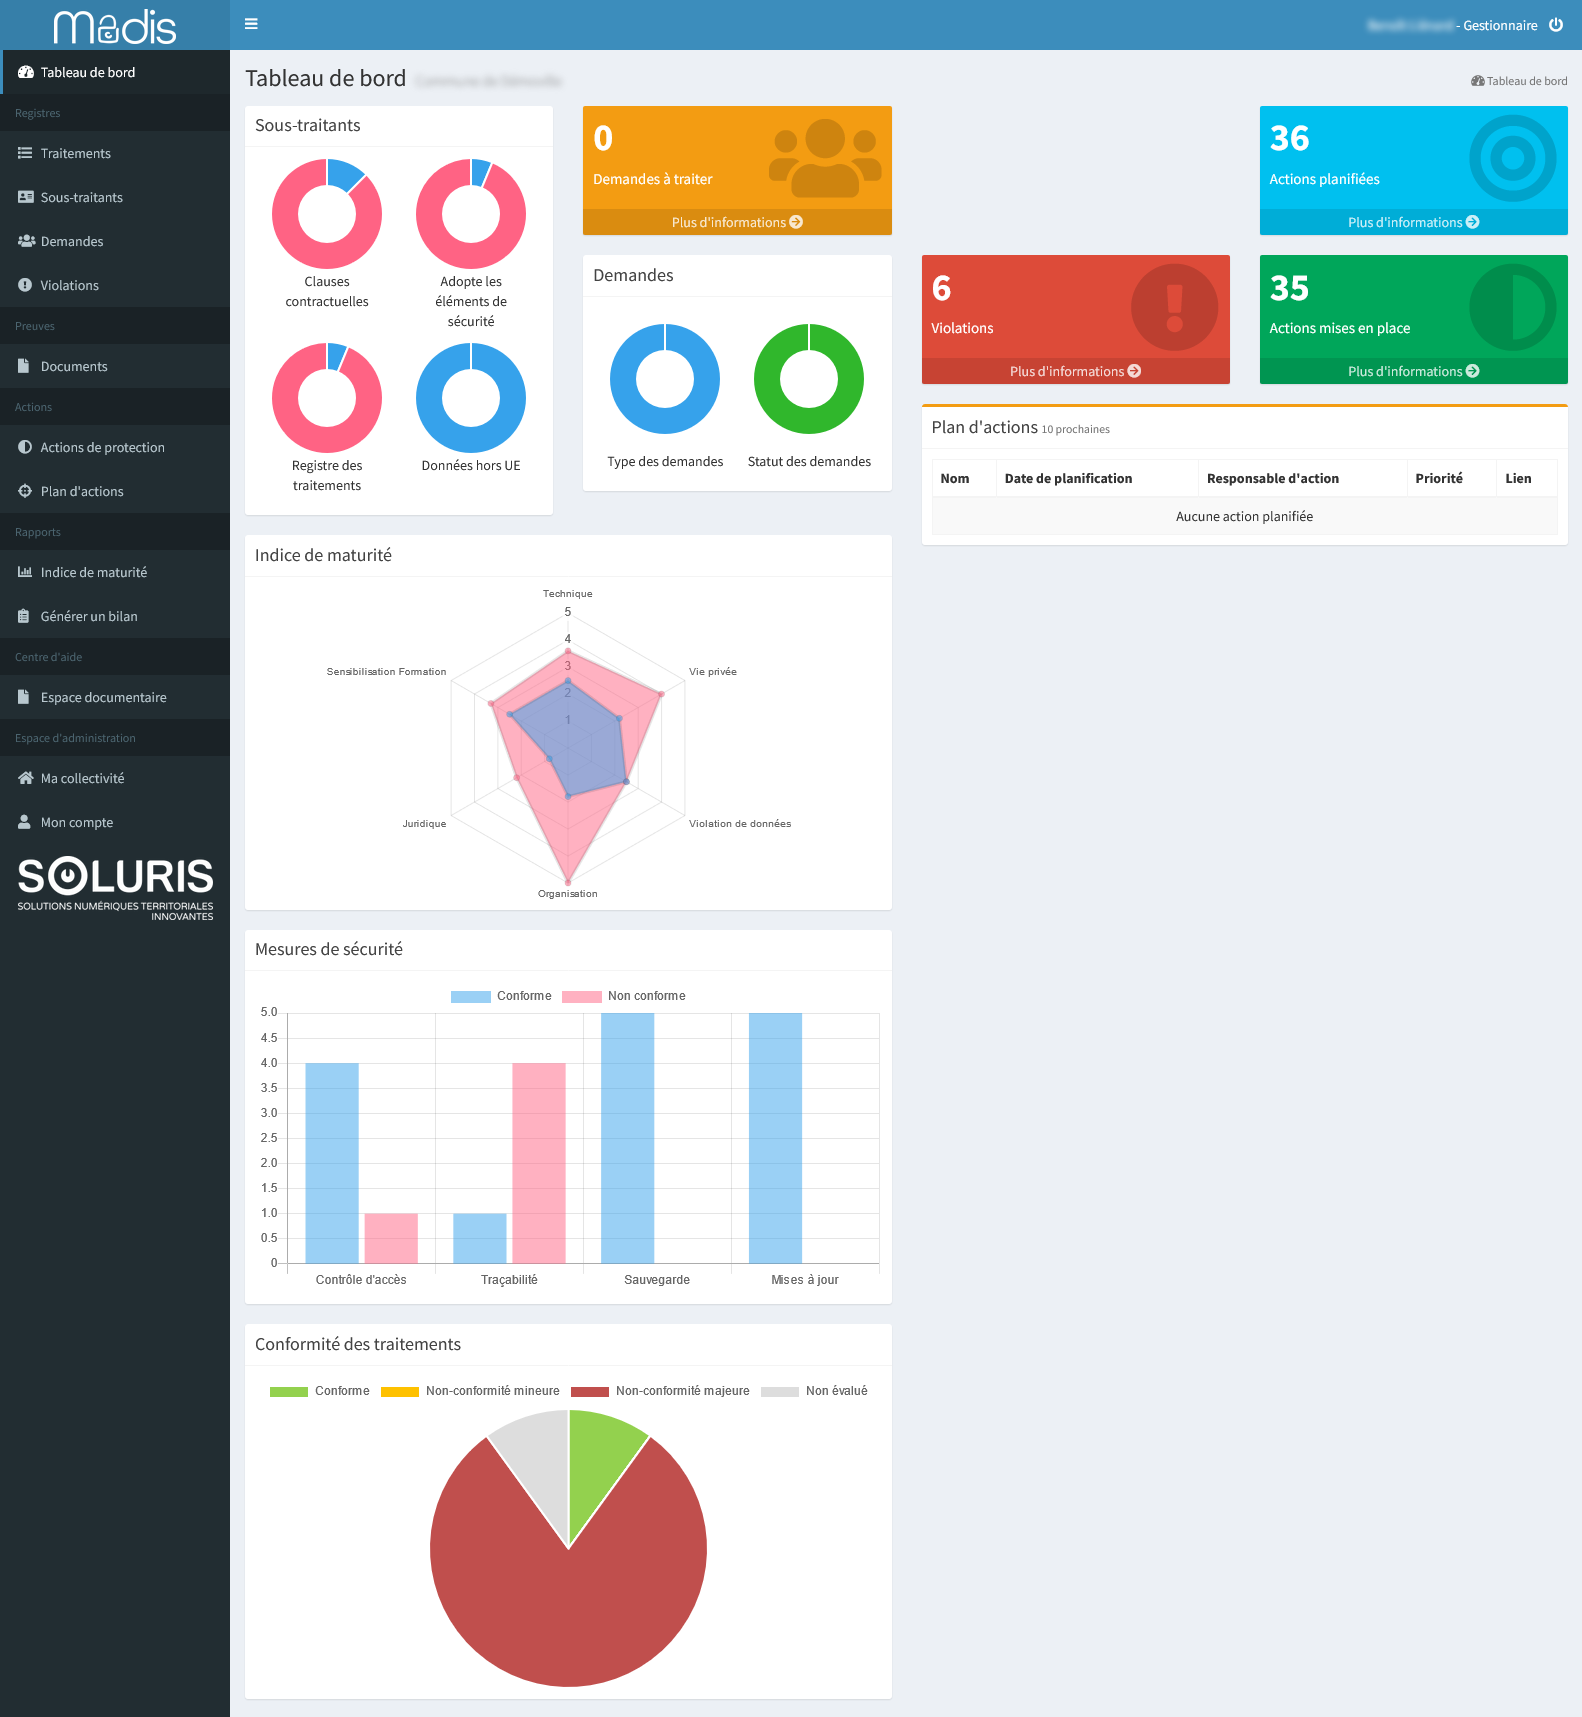 Madis
Tableau de bord
Registres
Traitements
Sous-traitants
Demandes
Violations
Preuves
Documents
Actions
Actions de protection
Plan d'actions
Rapports
Indice de maturité
Générer un bilan
Centre d'aide
Espace documentaire
Espace d'administration
Ma collectivité
Mon compte
SOLURIS
SOLUTIONS NUMÉRIQUES TERRITORIALES
INNOVANTES
- Gestionnaire
Tableau de bord
Tableau de bord
Sous-traitants
Clauses
contractuelles
Adopte les
éléments de
sécurité
Registre des
traitements
Données hors UE
0
Demandes à traiter
Plus d'informations
36
Actions planifiées
Plus d'informations
Demandes
Type des demandes
Statut des demandes
6
Violations
Plus d'informations
35
Actions mises en place
Plus d'informations
Plan d'actions 10 prochaines
Nom Date de planification Responsable d'action Priorité Lien
Aucune action planifiée
Indice de maturité
Technique
5
4
3
2
1
Sensibilisation Formation
Vie privée
Juridique
Violation de données
Organisation
Mesures de sécurité
Conforme Non conforme
5.0
4.5
4.0
3.5
3.0
2.5
2.0
1.5
1.0
0.5
0
Contrôle d'accès Traçabilité Sauvegarde Mises à jour
Conformité des traitements
Conforme Non-conformité mineure Non-conformité majeure Non évalué